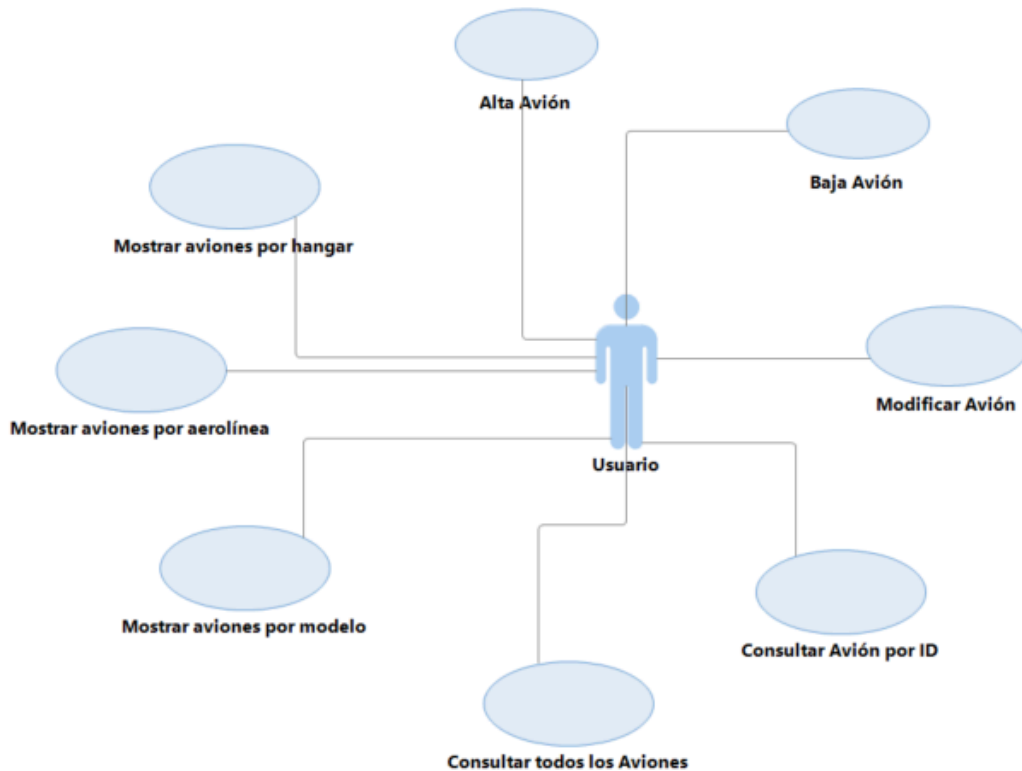 Alta Avión
Baja Avión
Mostrar aviones por hangar
Modificar Avión
Mostrar aviones por aerolínea
Usuario
Mostrar aviones por modelo
Consultar Avión por ID
Consultar todos los Aviones